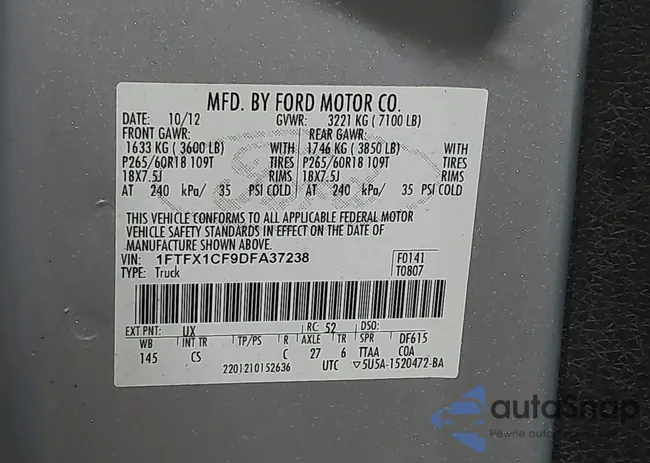 MFD. BY FORD MOTOR CO.
DATE: 10/12 GVWR: 3221 KG ( 7100 LB)
FRONT GAWR: REAR GAWR:
1633 KG ( 3600 LB) WITH 1746 KG ( 3850 LB) WITH
P265/60R18 109T TIRES P265/60R18 109T TIRES
18X7.5J RIMS 18X7.5J RIMS
AT 240 kPa/ 35 PSI COLD AT 240 kPa/ 35 PSI COLD
THIS VEHICLE CONFORMS TO ALL APPLICABLE FEDERAL MOTOR
VEHICLE SAFETY STANDARDS IN EFFECT ON THE DATE OF
MANUFACTURE SHOWN ABOVE.
VIN: 1FTFX1CF9DFA37238 F0141
TYPE: Truck T0807
EXT PNT: UX RC: 52 DSO:
WB INT TR TP/PS R AXLE TR SPR DF615
145 CS C 27 6 TTAA COA
2201210152636 UTC ▽5U5A-1520472-BA
autoSnap
Pewne auto